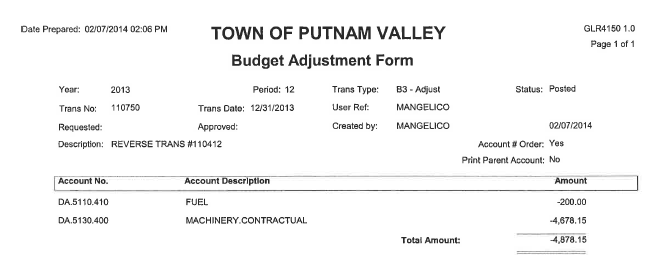 Date Prepared: 02/07/2014 02:06 PM TOWN OF PUTNAM VALLEY GLR4150 1.0
Page 1 of 1
Budget Adjustment Form
Year: 2013 Period: 12 Trans Type: B3 - Adjust Status: Posted
Trans No: 110750 Trans Date: 12/31/2013 User Ref: MANGELICO
Requested: Approved: Created by: MANGELICO 02/07/2014
Description: REVERSE TRANS #110412 Account # Order: Yes
Print Parent Account: No
Account No. Account Description Amount
DA.5110.410 FUEL -200.00
DA.5130.400 MACHINERY.CONTRACTUAL -4,678.15
Total Amount: -4,878.15